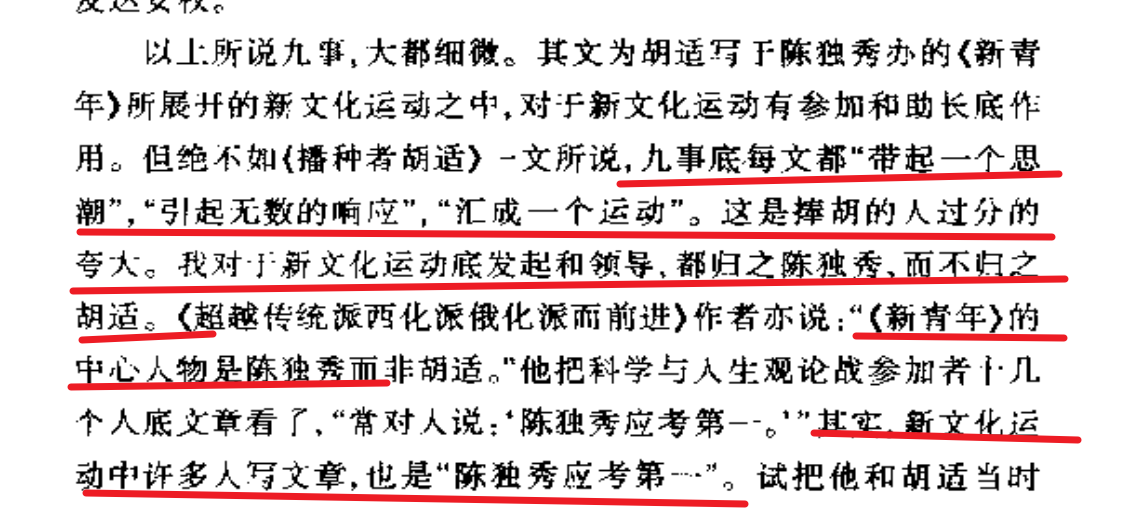 发达女权。
以上所说九事,大都细微。其文为胡适写于陈独秀办的《新青
年》所展开的新文化运动之中,对于新文化运动有参加和助长底作
用。但绝不如《播种者胡适》一文所说,九事底每文都“带起一个思
潮”,“引起无数的响应”,“汇成一个运动”。这是捧胡的人过分的
夸大。我对于新文化运动底发起和领导,都归之陈独秀,而不归之
胡适。《超越传统派西化派俄化派而前进》作者亦说:“《新青年》的
中心人物是陈独秀而非胡适。”他把科学与人生观论战参加者十几
个人底文章看了,“常对人说:‘陈独秀应考第一。’”其实,新文化运
动中许多人写文章,也是“陈独秀应考第一”。试把他和胡适当时